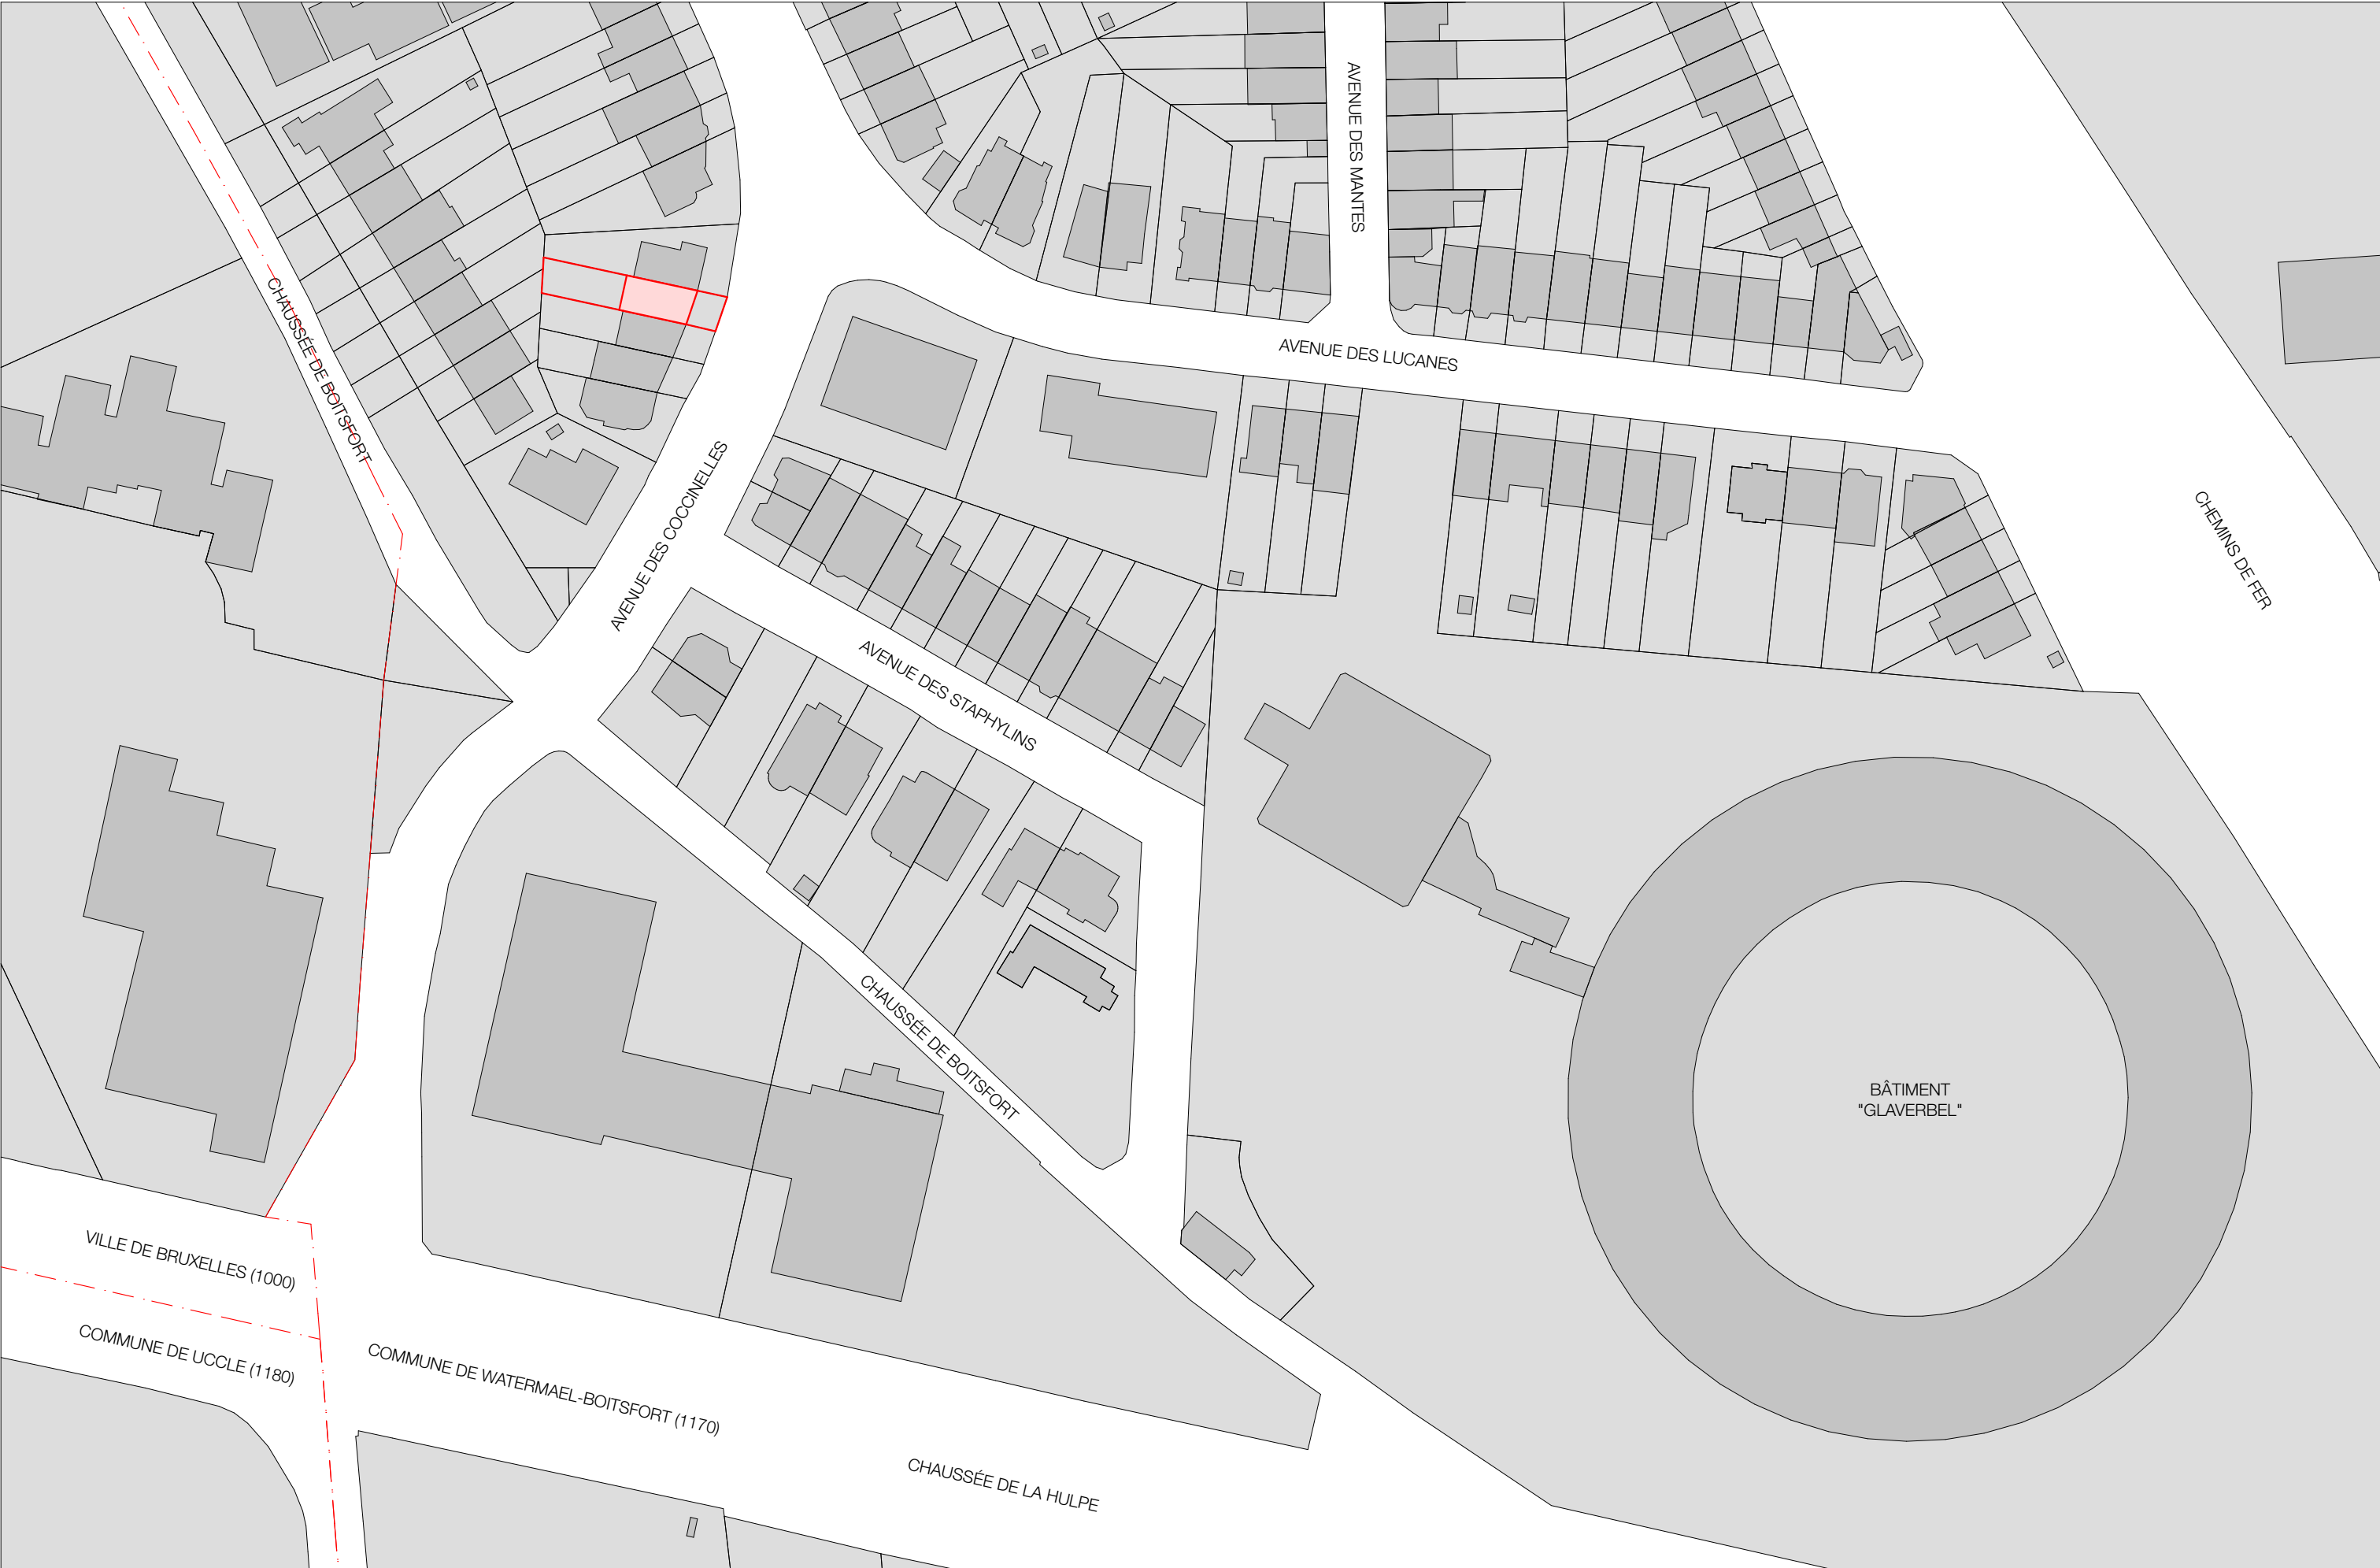 AVENUE DES MANTES
CHAUSSÉE DE BOITSFORT
AVENUE DES LUCANES
AVENUE DES COCCINELLES
CHEMINS DE FER
AVENUE DES STAPHYLINS
CHAUSSÉE DE BOITSFORT
BÂTIMENT
"GLAVERBEL"
VILLE DE BRUXELLES (1000)
COMMUNE DE UCCLE (1180)
COMMUNE DE WATERMAEL-BOITSFORT (1170)
CHAUSSÉE DE LA HULPE